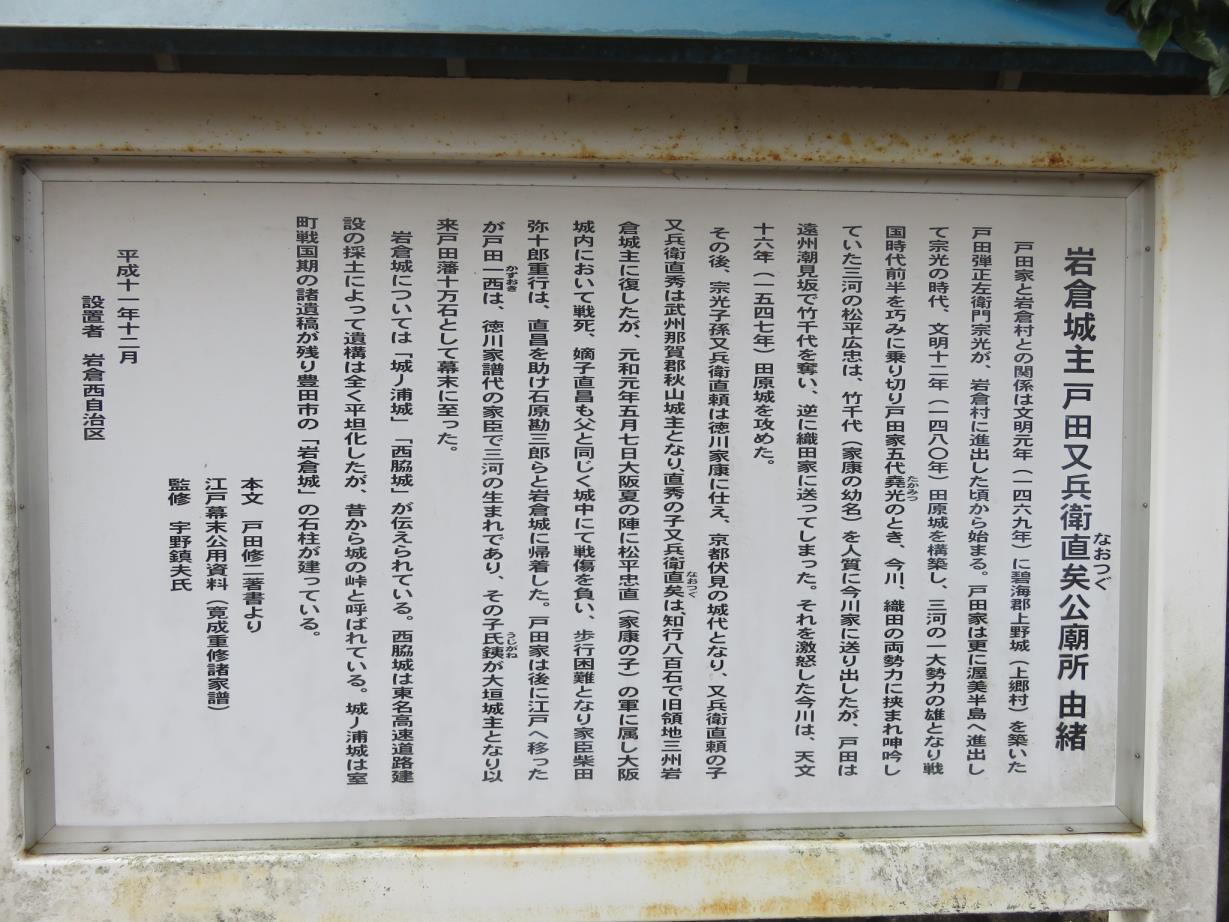 岩倉城主 戸田又兵衛直矣公廟所 由緒
なおつぐ
戸田家と岩倉村との関係は文明元年（一四六九年）に碧海郡上野城（上郷村）を築いた
戸田弾正左衛門宗光が、岩倉村に進出した頃から始まる。戸田家は更に渥美半島へ進出し
て宗光の時代、文明十二年（一四八〇年）田原城を構築し、三河の一大勢力の雄となり戦
国時代前半を巧みに乗り切り戸田家五代堯光のとき、今川、織田の両勢力に挟まれ呻吟し
たかみつ
ていた三河の松平広忠は、竹千代（家康の幼名）を人質に今川家に送り出したが、戸田は
遠州潮見坂で竹千代を奪い、逆に織田家に送ってしまった。それを激怒した今川は、天文
十六年（一五四七年）田原城を攻めた。
その後、宗光子孫又兵衛直頼は徳川家康に仕え、京都伏見の城代となり、又兵衛直頼の子
又兵衛直秀は武州那賀郡秋山城主となり、直秀の子又兵衛直矣は、知行八百石で旧領地三州岩
なおつぐ
倉城主に復したが、元和元年五月七日大阪夏の陣に松平忠直（家康の子）の軍に属し大阪
城内において戦死、嫡子直昌も父と同じく城中にて戦傷を負い、歩行困難となり家臣柴田
弥十郎重行は、直昌を助け石原勘三郎らと岩倉城に帰着した。戸田家は後に江戸へ移った
が戸田一西は、徳川家譜代の家臣で三河の生まれであり、その子氏銕が大垣城主となり以
かずおき
うじがね
来戸田藩十万石として幕末に至った。
岩倉城については「城ノ浦城」「西脇城」が伝えられている。西脇城は東名高速道路建
設の採土によって遺構は全く平坦化したが、昔から城の峠と呼ばれている。城ノ浦城は室
町戦国期の諸遺稿が残り豊田市の「岩倉城」の石柱が建っている。
本文 戸田修二著書より
江戸幕末公用資料（寛成重修諸家譜）
監修 宇野鎮夫氏
平成十一年十二月
設置者 岩倉西自治区